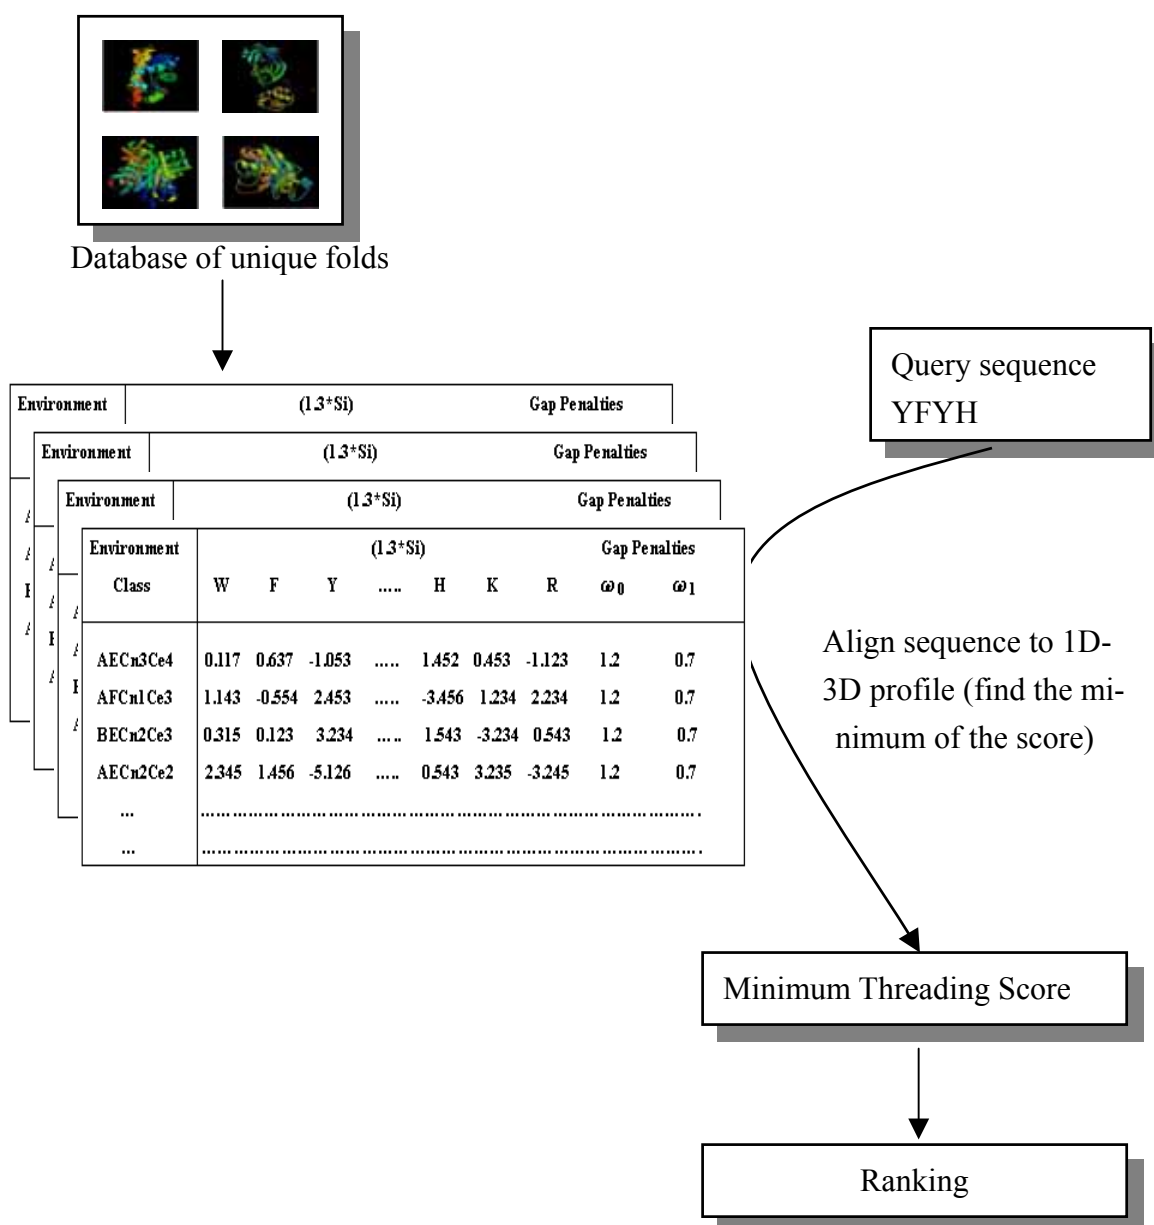 Database of unique folds
Query sequence
YFYH
Environment (1.3*Si) Gap Penalties
Environment (1.3*Si) Gap Penalties
Environment (1.3*Si) Gap Penalties
Environment (1.3*Si) Gap Penalties
Class W F Y ..... H K R ω0 ω1
AECn3Ce4 0.117 0.637 -1.053 ..... 1.452 0.453 -1.123 1.2 0.7
AFCn1Ce3 1.143 -0.554 2.453 ..... -3.456 1.234 2.234 1.2 0.7
BECn2Ce3 0.315 0.123 3.234 ..... 1.543 -3.234 0.543 1.2 0.7
AECn2Ce2 2.345 1.456 -5.126 ..... 0.543 3.235 -3.245 1.2 0.7
... ........................................................................
... ........................................................................
Align sequence to 1D-
3D profile (find the mi-
nimum of the score)
Minimum Threading Score
Ranking